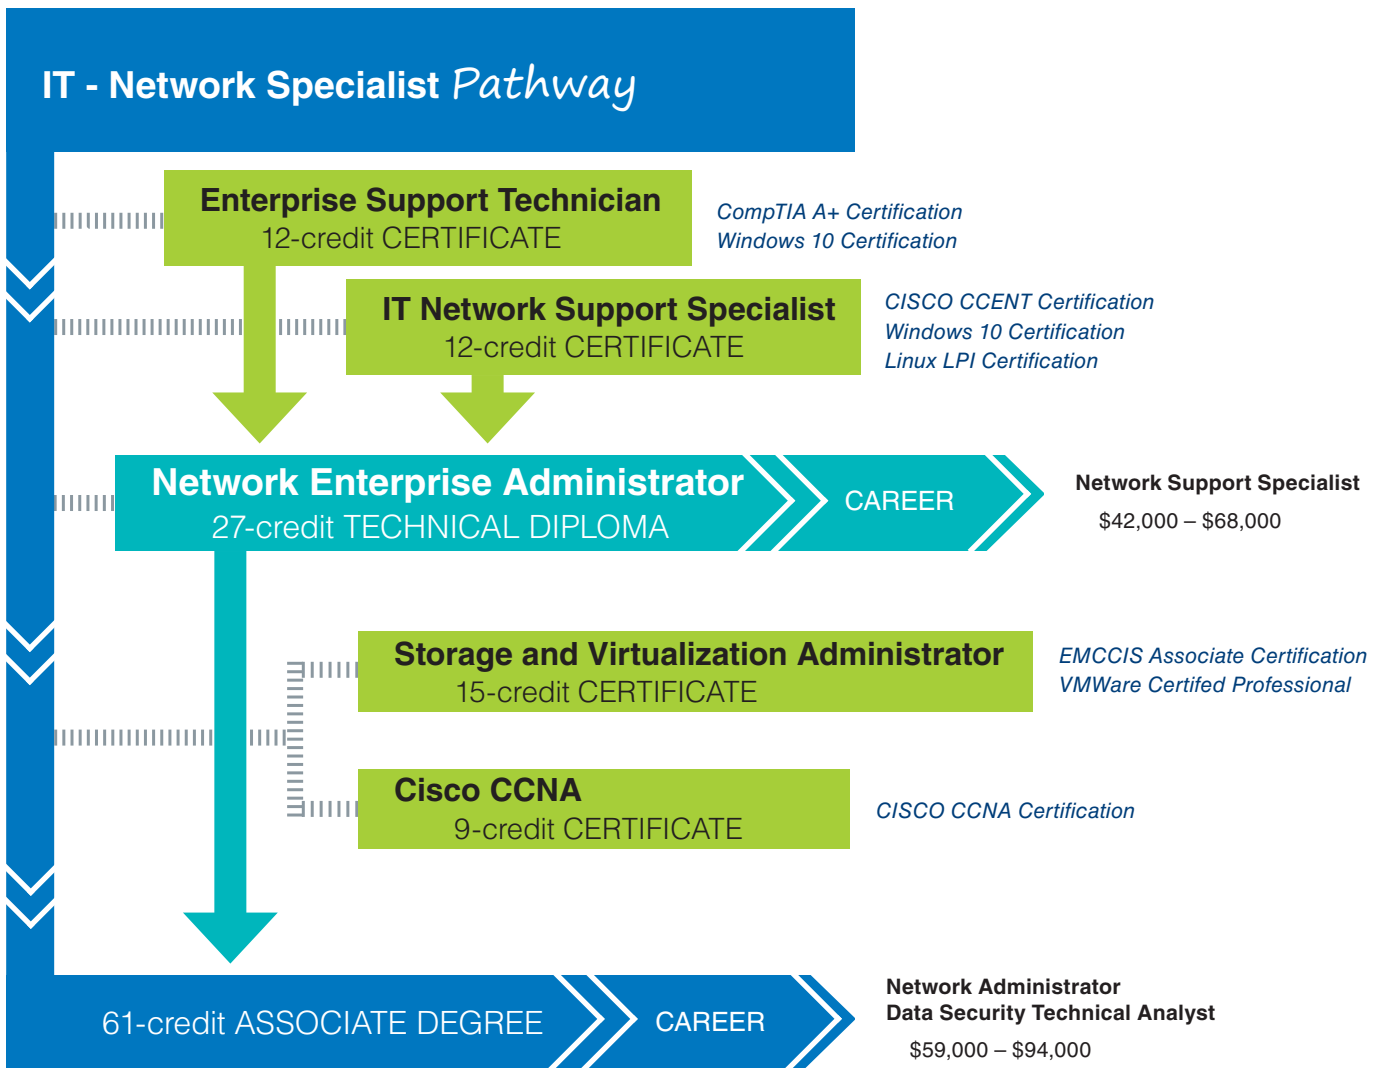 IT - Network Specialist Pathway
Enterprise Support Technician
12-credit CERTIFICATE
CompTIA A+ Certification
Windows 10 Certification
IT Network Support Specialist
12-credit CERTIFICATE
CISCO CCENT Certification
Windows 10 Certification
Linux LPI Certification
Network Enterprise Administrator
27-credit TECHNICAL DIPLOMA
CAREER
Network Support Specialist
$42,000 – $68,000
Storage and Virtualization Administrator
15-credit CERTIFICATE
EMCCIS Associate Certification
VMWare Certifed Professional
Cisco CCNA
9-credit CERTIFICATE
CISCO CCNA Certification
61-credit ASSOCIATE DEGREE
CAREER
Network Administrator
Data Security Technical Analyst
$59,000 – $94,000